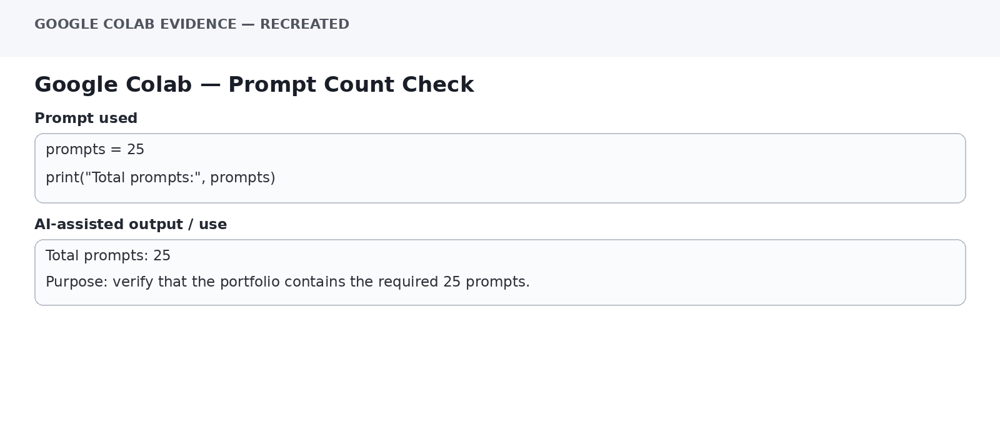 GOOGLE COLAB EVIDENCE — RECREATED
Google Colab — Prompt Count Check
Prompt used
prompts = 25
print("Total prompts:", prompts)
AI-assisted output / use
Total prompts: 25
Purpose: verify that the portfolio contains the required 25 prompts.